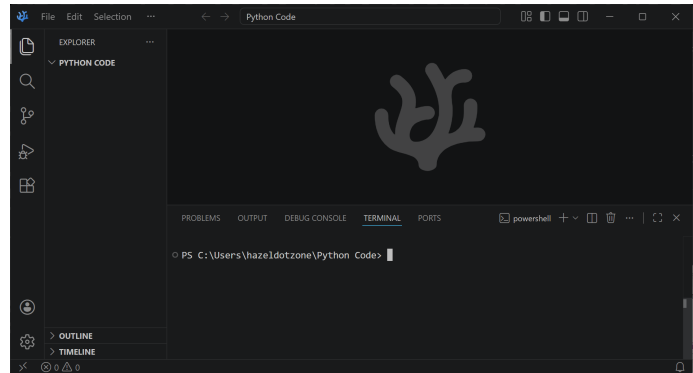 File Edit Selection ··· Python Code
EXPLORER ···
PYTHON CODE
PROBLEMS OUTPUT DEBUG CONSOLE TERMINAL PORTS powershell ···
PS C:\Users\hazeldotzone\Python Code>
OUTLINE
TIMELINE
0 0